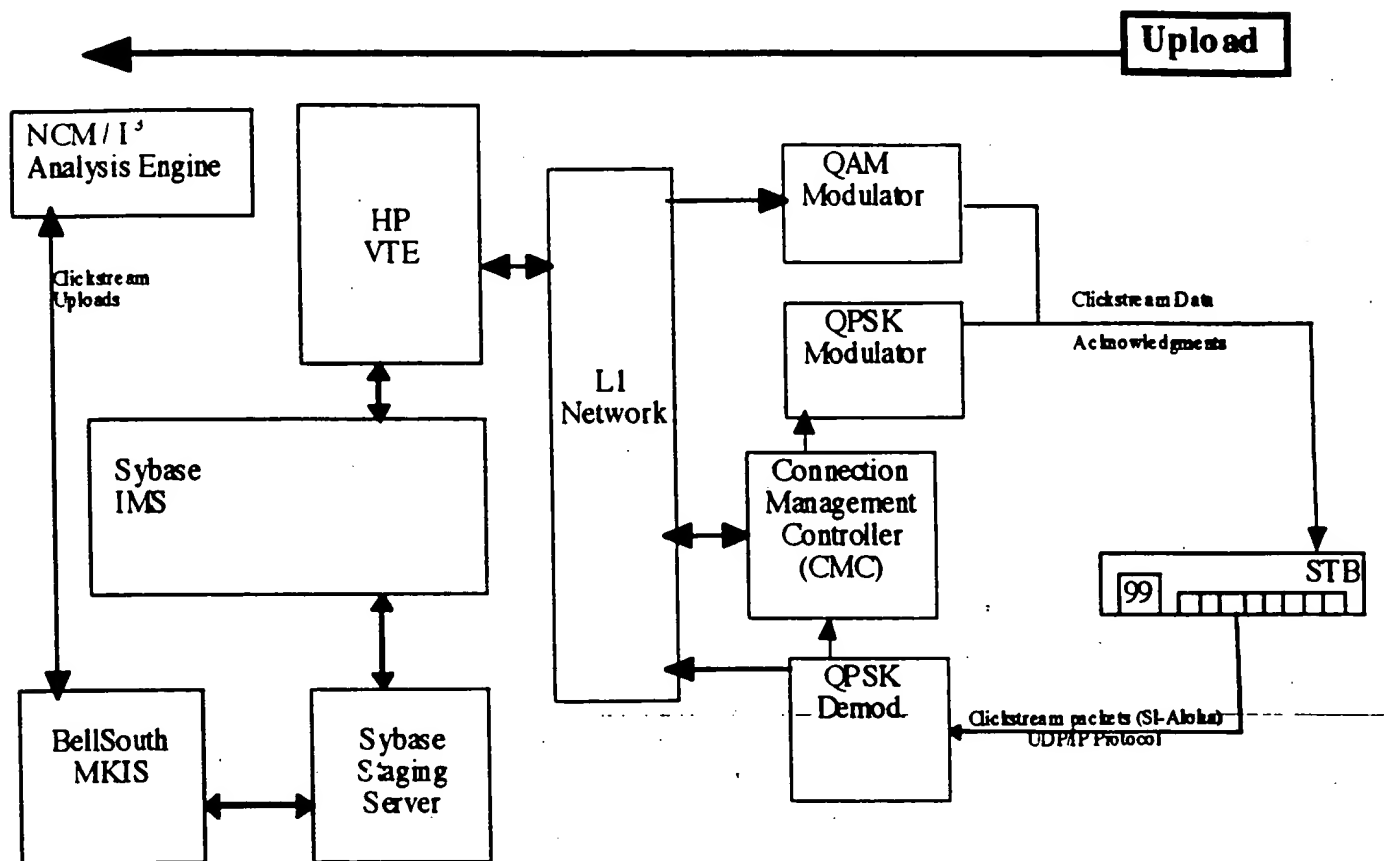 Upload
NCM / I³
Analysis Engine
HP
VTE
QAM
Modulator
Clickstream
Uploads
QPSK
Modulator
Clickstream Data
Acknowledgments
L1
Network
Sybase
IMS
Connection
Management
Controller
(CMC)
STB
99
BellSouth
MKIS
Sybase
Staging
Server
QPSK
Demod.
Clickstream packets (Sl-Aloha)
UDP/IP Protocol